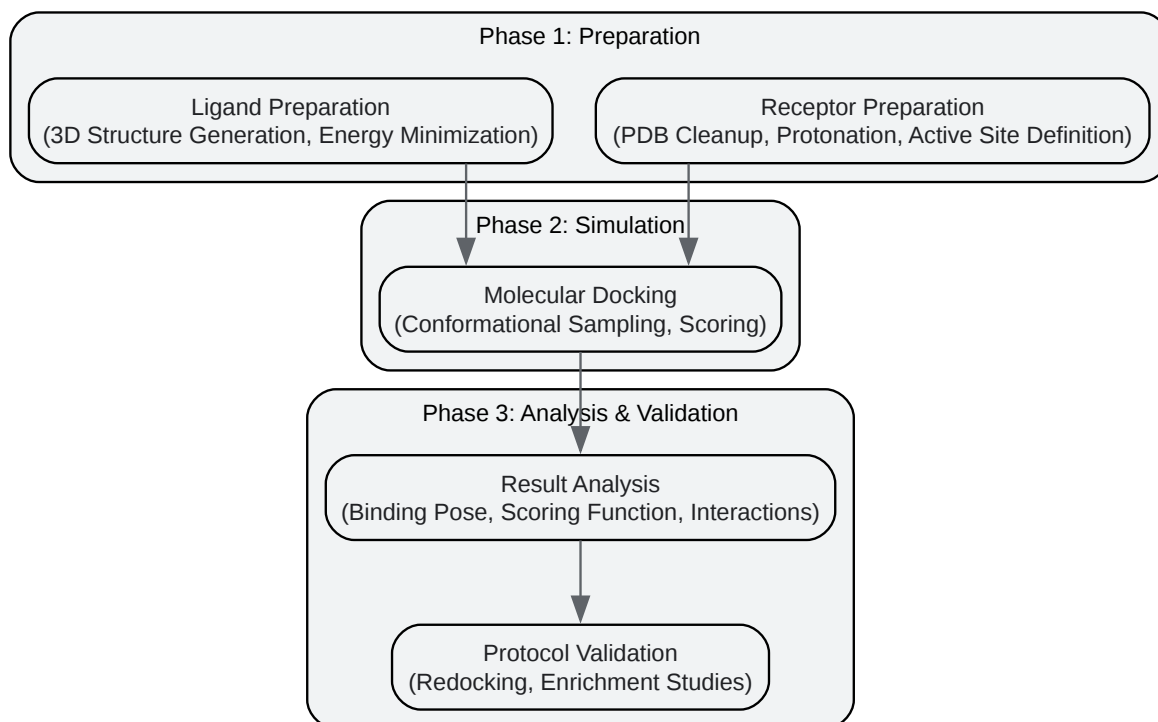 Phase 1: Preparation
Ligand Preparation
(3D Structure Generation, Energy Minimization)
Receptor Preparation
(PDB Cleanup, Protonation, Active Site Definition)
Phase 2: Simulation
Molecular Docking
(Conformational Sampling, Scoring)
Phase 3: Analysis & Validation
Result Analysis
(Binding Pose, Scoring Function, Interactions)
Protocol Validation
(Redocking, Enrichment Studies)